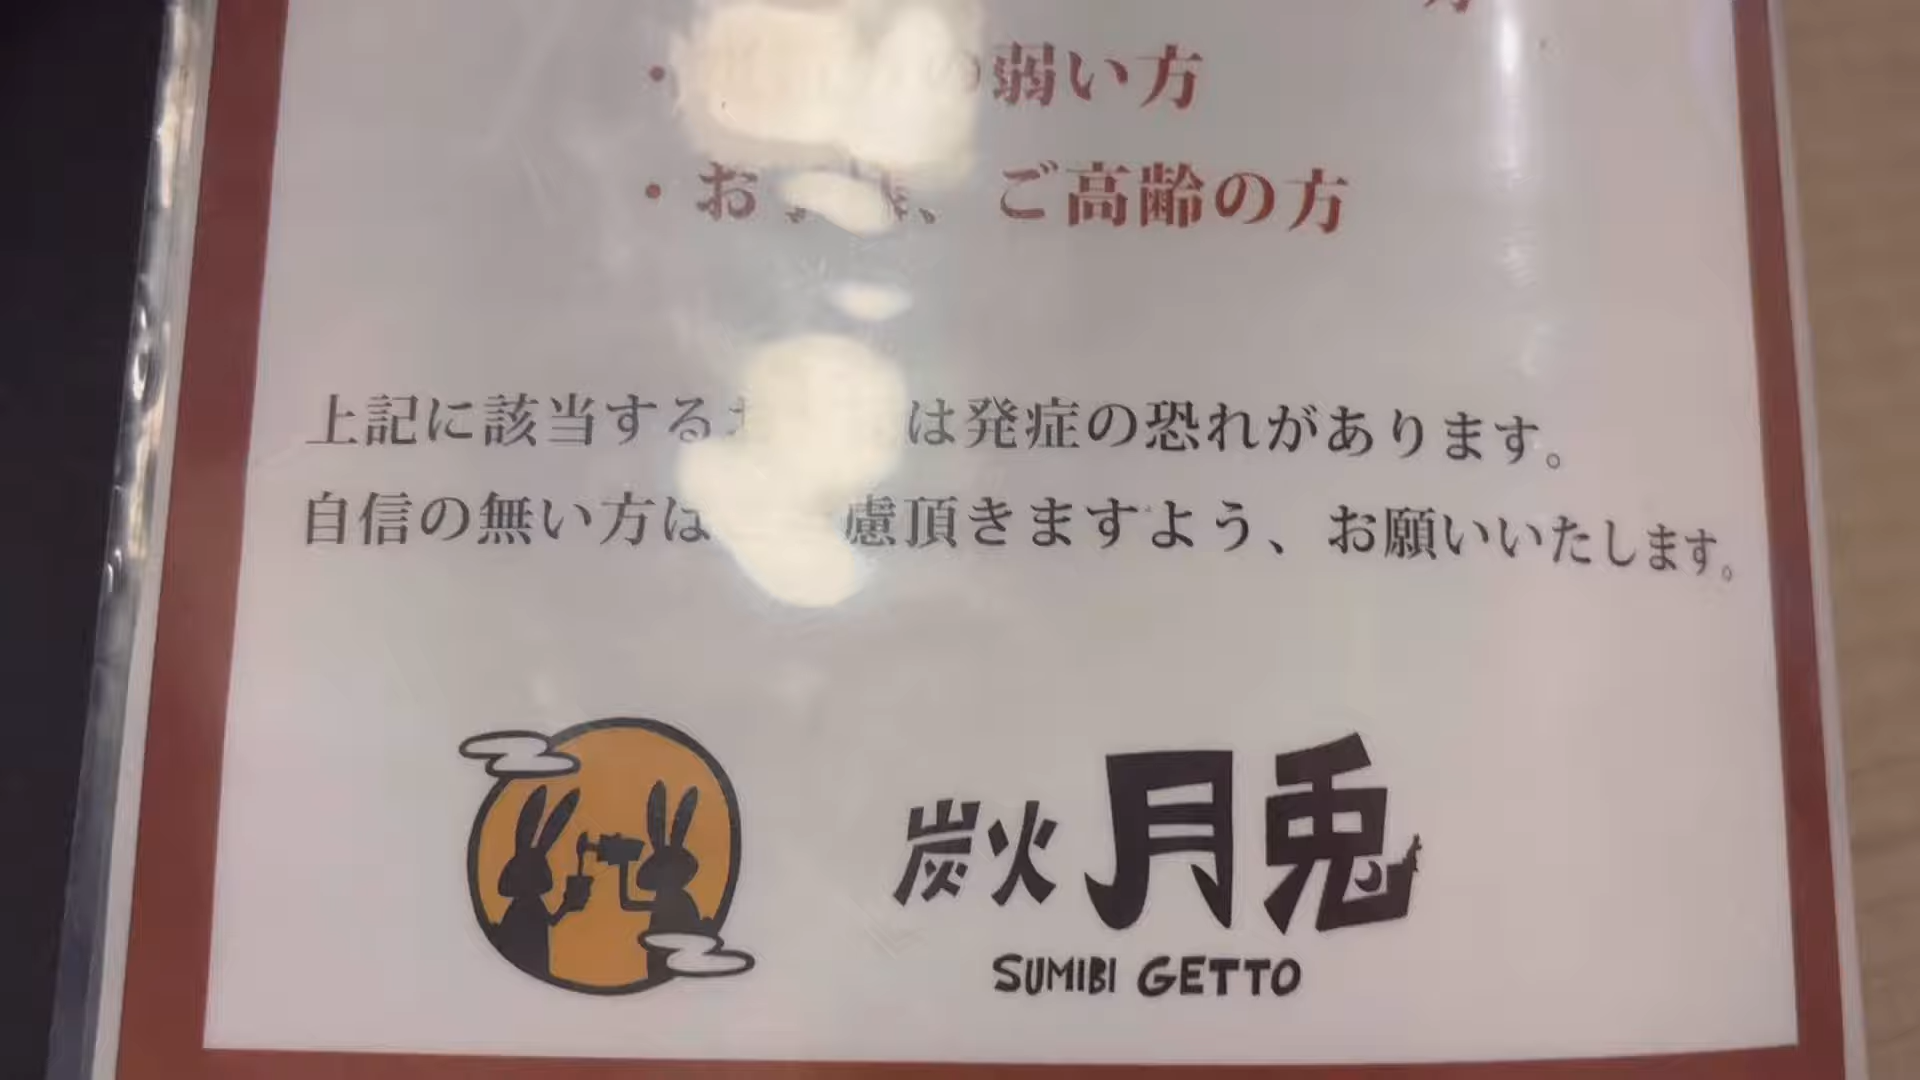 方
・の弱い方
・お、ご高齢の方
上記に該当するは発症の恐れがあります。
自信の無い方は慮頂きますよう、お願いいたします。
炭火 月兎
SUMIBI GETTO